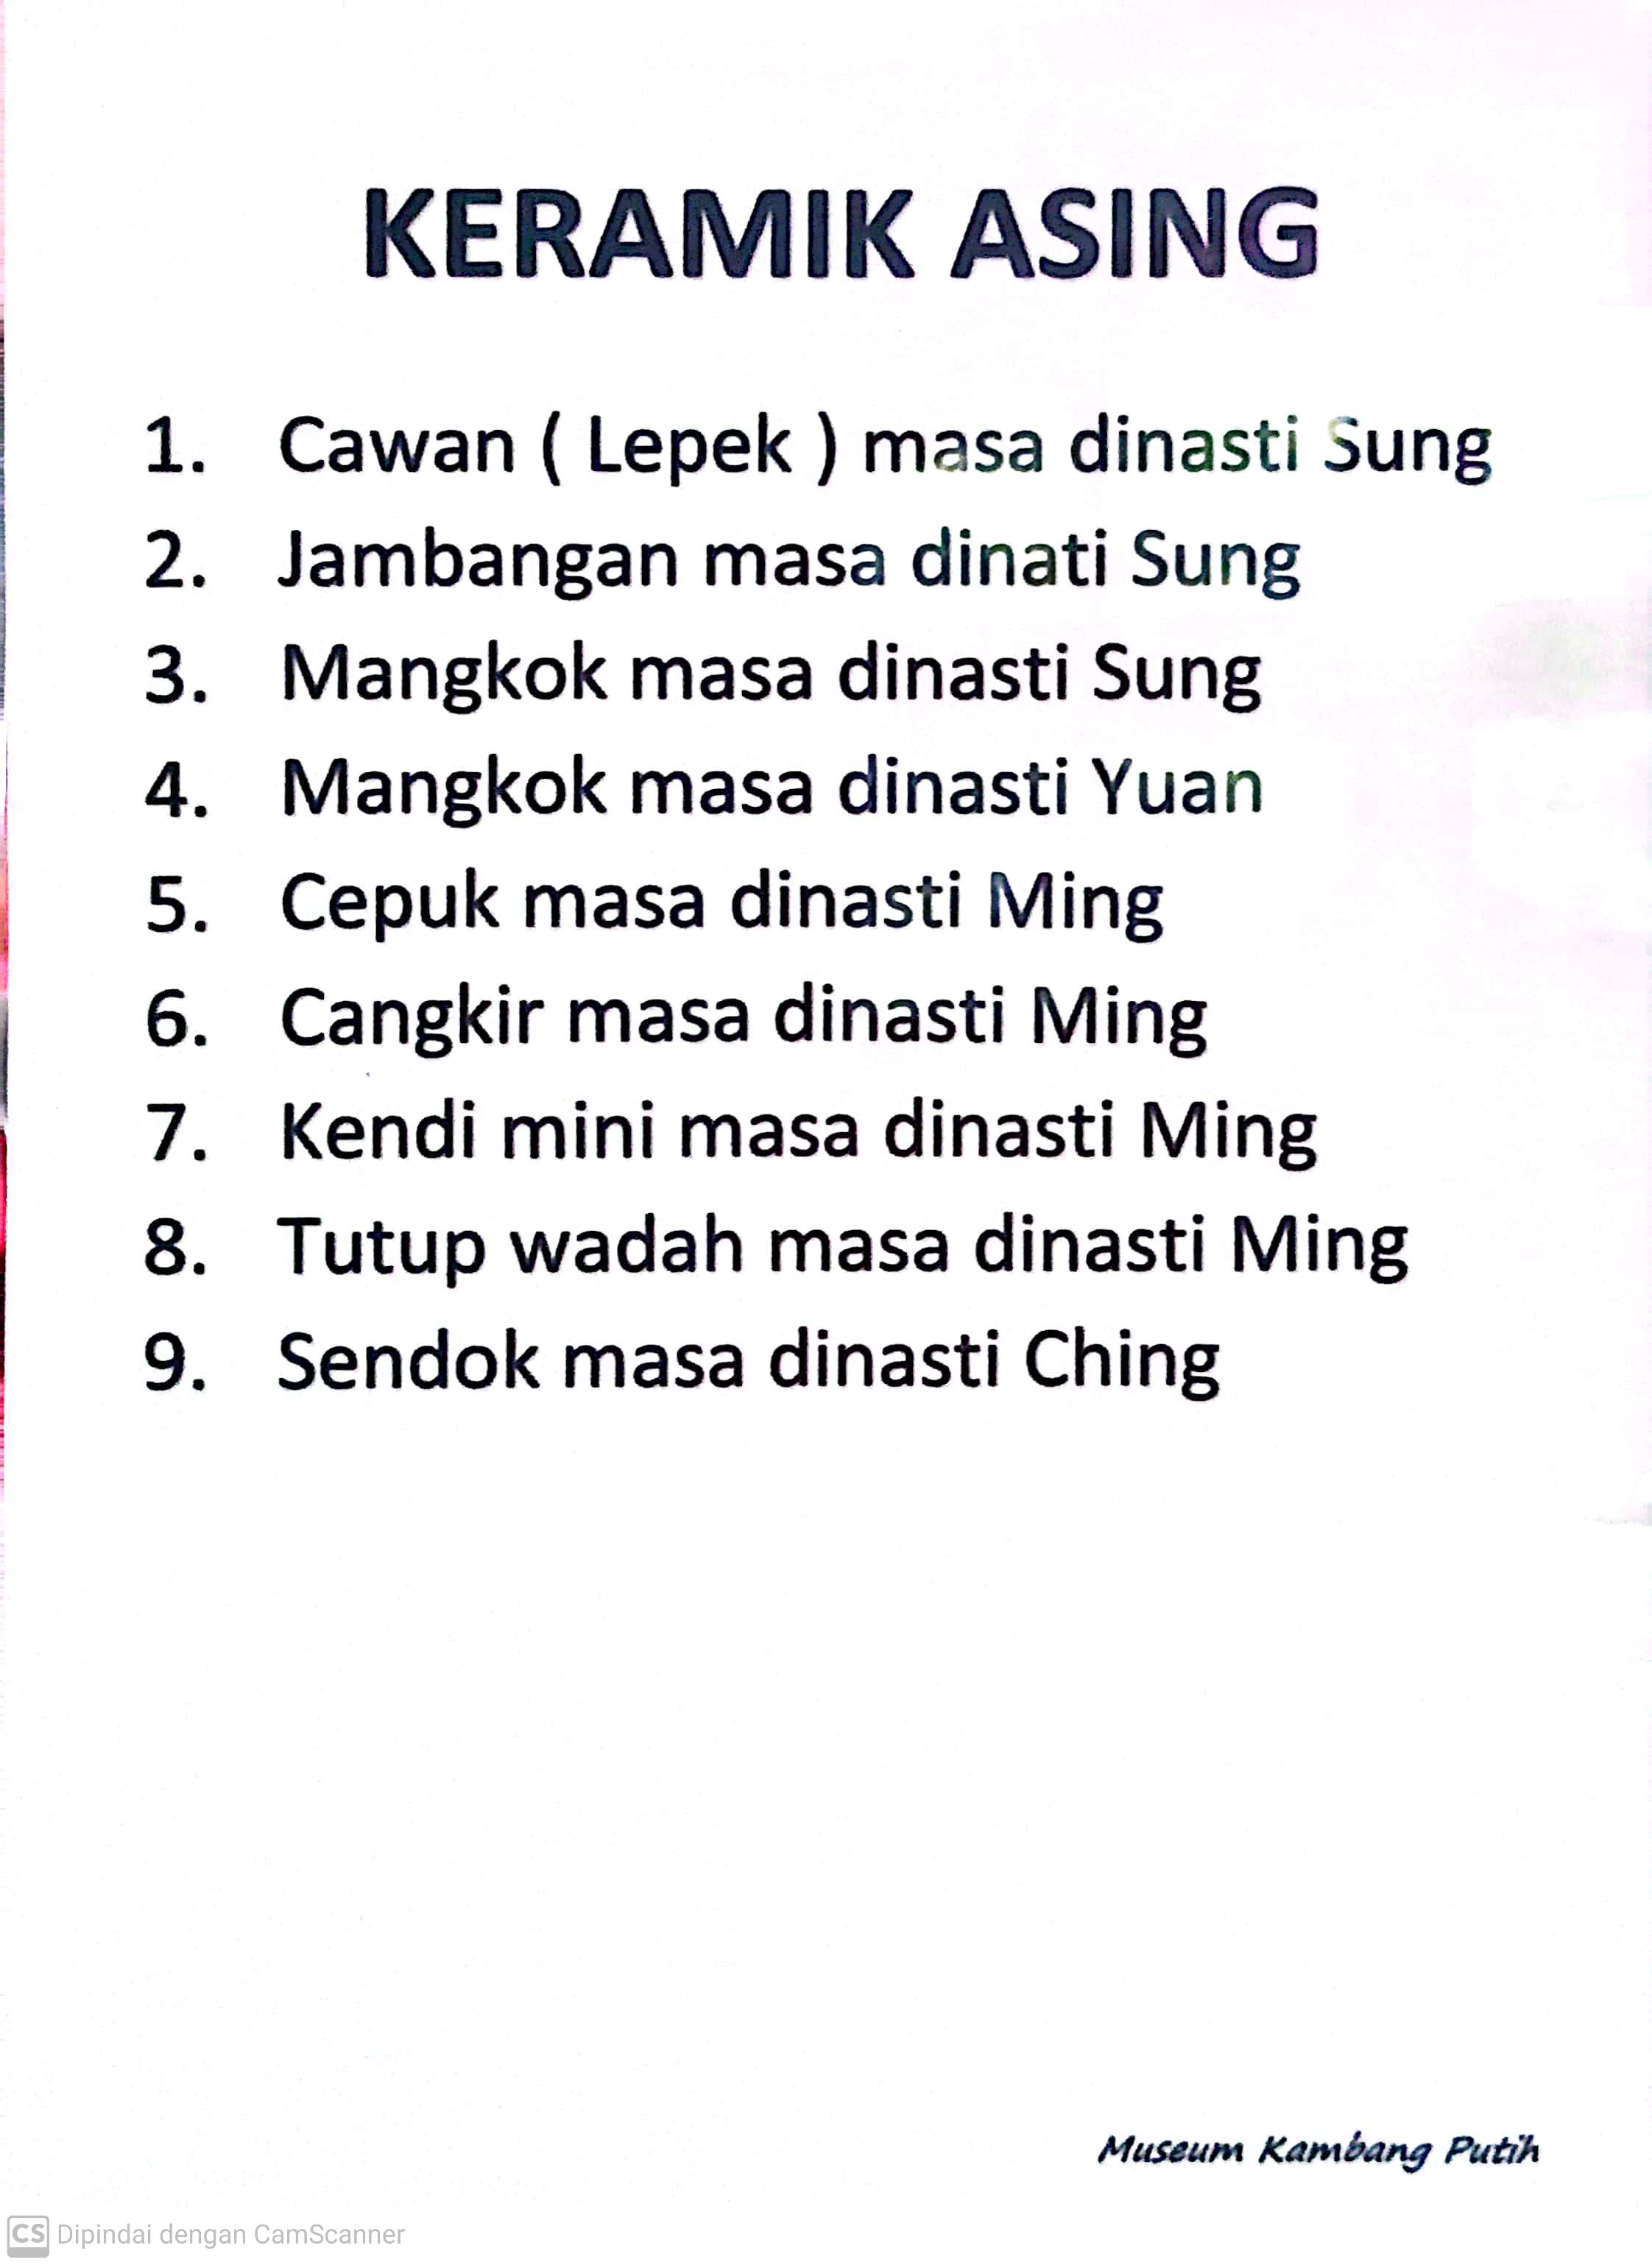 KERAMIK ASING
1. Cawan ( Lepek ) masa dinasti Sung
2. Jambangan masa dinati Sung
3. Mangkok masa dinasti Sung
4. Mangkok masa dinasti Yuan
5. Cepuk masa dinasti Ming
6. Cangkir masa dinasti Ming
7. Kendi mini masa dinasti Ming
8. Tutup wadah masa dinasti Ming
9. Sendok masa dinasti Ching
Museum Kambang Putih
CS Dipindai dengan CamScanner